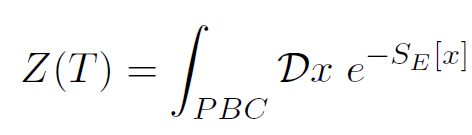 Z(T) = ∫_{PBC} 𝒟x e^{−S_E[x]}